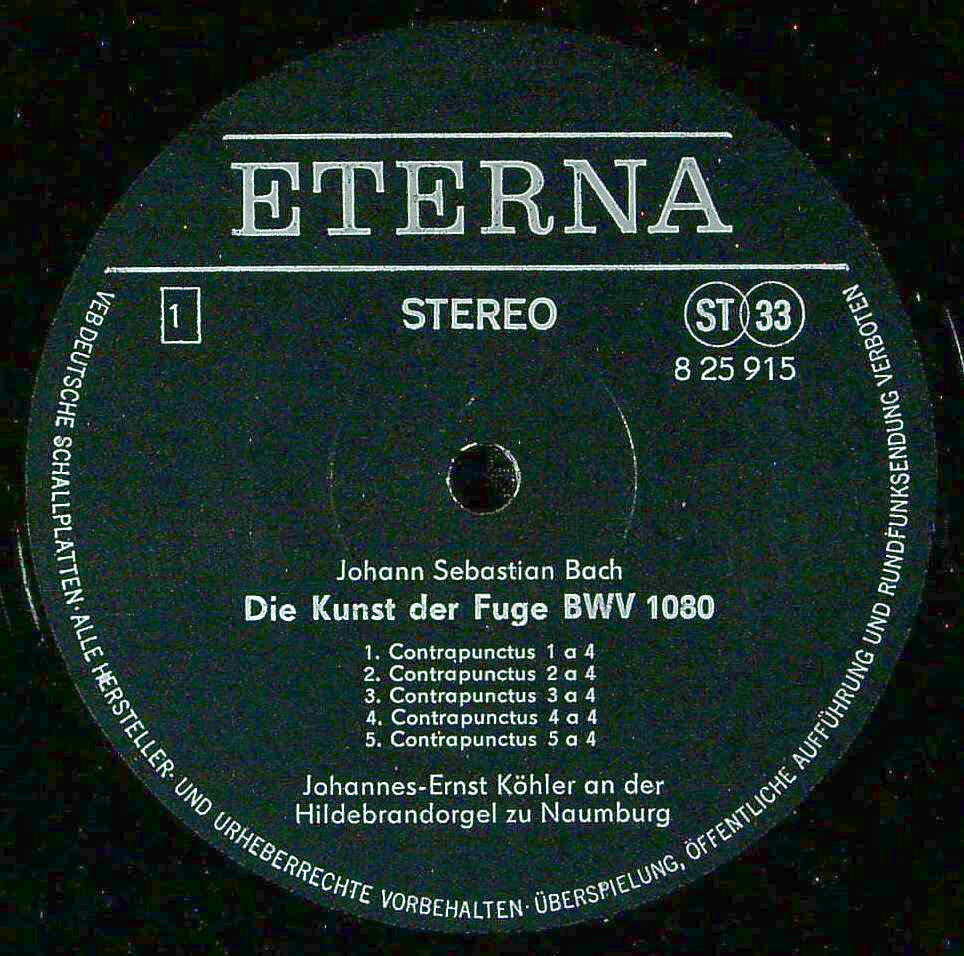 ETERNA
1
STEREO
ST 33
8 25 915
Johann Sebastian Bach
Die Kunst der Fuge BWV 1080
1. Contrapunctus 1 a 4
2. Contrapunctus 2 a 4
3. Contrapunctus 3 a 4
4. Contrapunctus 4 a 4
5. Contrapunctus 5 a 4
Johannes-Ernst Köhler an der
Hildebrandorgel zu Naumburg
VEB DEUTSCHE SCHALLPLATTEN · ALLE HERSTELLER- UND URHEBERRECHTE VORBEHALTEN · ÜBERSPIELUNG, ÖFFENTLICHE AUFFÜHRUNG UND RUNDFUNKSENDUNG VERBOTEN